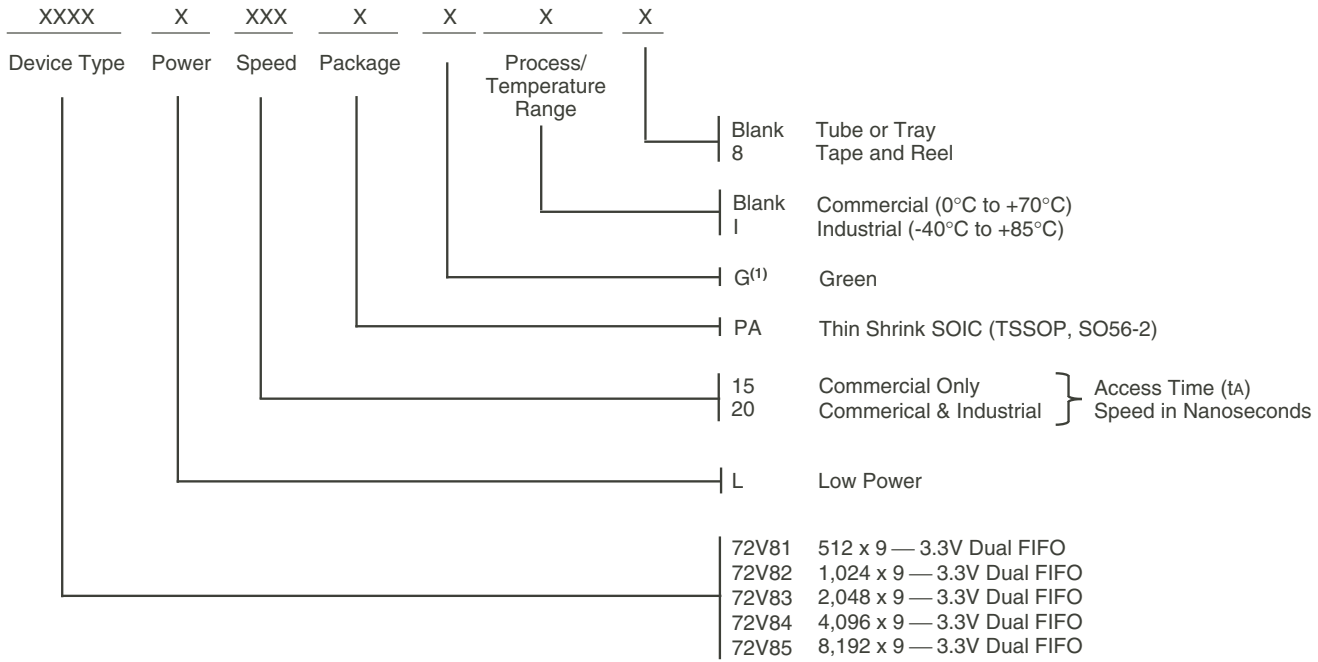 XXXX X XXX X X X X
Device Type Power Speed Package Process/
Temperature
Range
Blank Tube or Tray
8 Tape and Reel
Blank Commercial (0°C to +70°C)
I Industrial (-40°C to +85°C)
G(1) Green
PA Thin Shrink SOIC (TSSOP, SO56-2)
15 Commercial Only Access Time (tA)
20 Commerical & Industrial Speed in Nanoseconds
L Low Power
72V81 512 x 9 — 3.3V Dual FIFO
72V82 1,024 x 9 — 3.3V Dual FIFO
72V83 2,048 x 9 — 3.3V Dual FIFO
72V84 4,096 x 9 — 3.3V Dual FIFO
72V85 8,192 x 9 — 3.3V Dual FIFO